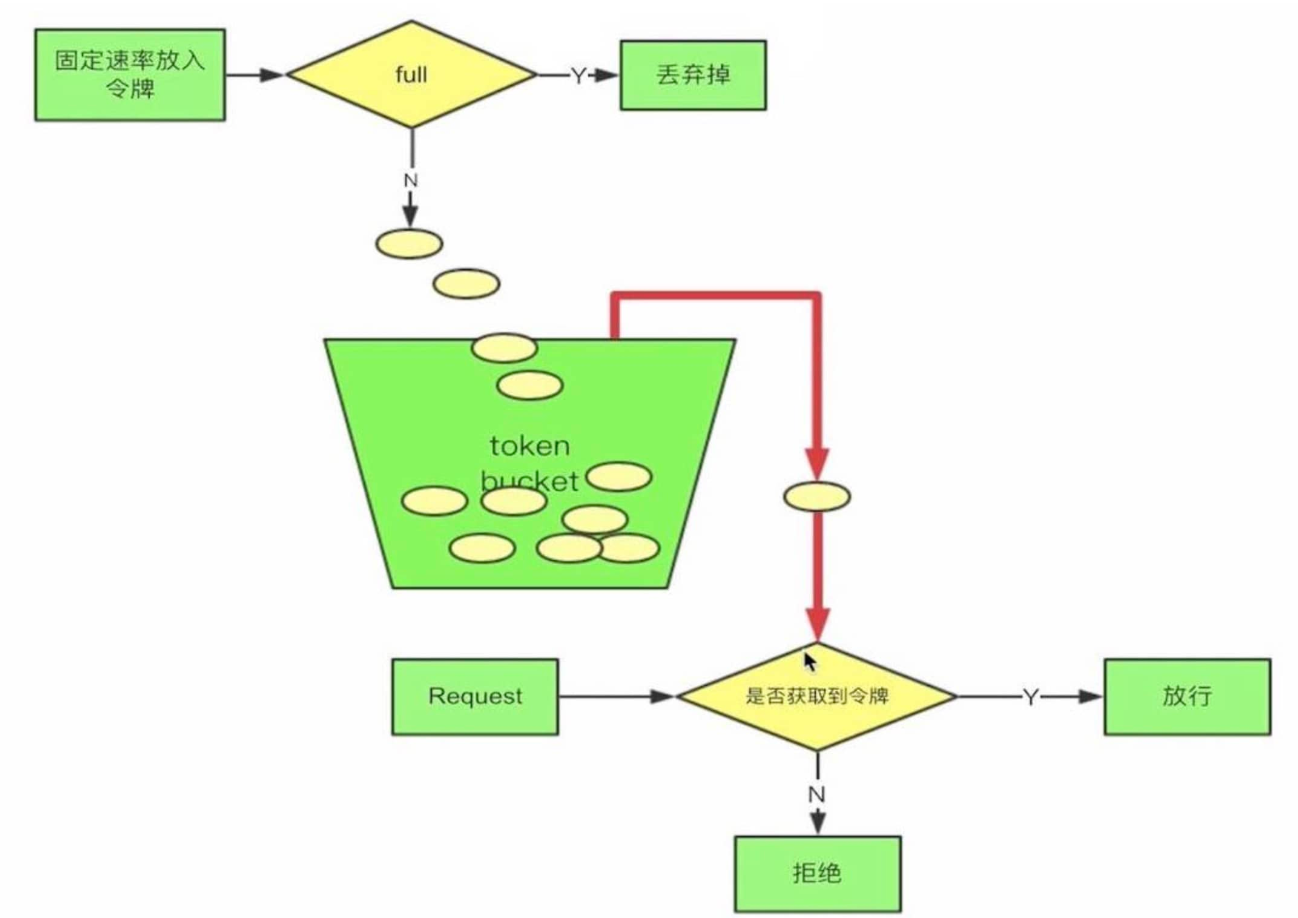 固定速率放入
令牌
full
Y
丢弃掉
N
token
bucket
Request
是否获取到令牌
Y
放行
N
拒绝